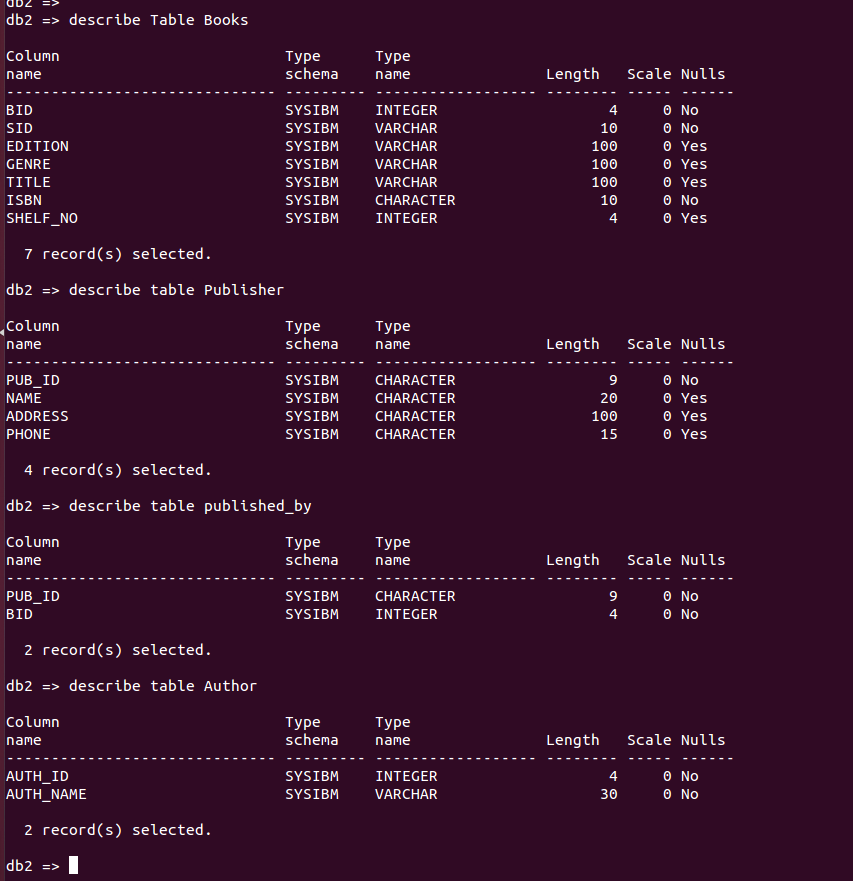 db2 =>
db2 => describe Table Books
Column                         Type      Type
name                           schema    name               Length   Scale Nulls
------------------------------ --------- ------------------ -------- ----- ------
BID                            SYSIBM    INTEGER                   4     0 No
SID                            SYSIBM    VARCHAR                  10     0 No
EDITION                        SYSIBM    VARCHAR                 100     0 Yes
GENRE                          SYSIBM    VARCHAR                 100     0 Yes
TITLE                          SYSIBM    VARCHAR                 100     0 Yes
ISBN                           SYSIBM    CHARACTER                10     0 No
SHELF_NO                       SYSIBM    INTEGER                   4     0 Yes
  7 record(s) selected.
db2 => describe table Publisher
Column                         Type      Type
name                           schema    name               Length   Scale Nulls
------------------------------ --------- ------------------ -------- ----- ------
PUB_ID                         SYSIBM    CHARACTER                 9     0 No
NAME                           SYSIBM    CHARACTER                20     0 Yes
ADDRESS                        SYSIBM    CHARACTER               100     0 Yes
PHONE                          SYSIBM    CHARACTER                15     0 Yes
  4 record(s) selected.
db2 => describe table published_by
Column                         Type      Type
name                           schema    name               Length   Scale Nulls
------------------------------ --------- ------------------ -------- ----- ------
PUB_ID                         SYSIBM    CHARACTER                 9     0 No
BID                            SYSIBM    INTEGER                   4     0 No
  2 record(s) selected.
db2 => describe table Author
Column                         Type      Type
name                           schema    name               Length   Scale Nulls
------------------------------ --------- ------------------ -------- ----- ------
AUTH_ID                        SYSIBM    INTEGER                   4     0 No
AUTH_NAME                      SYSIBM    VARCHAR                  30     0 No
  2 record(s) selected.
db2 =>